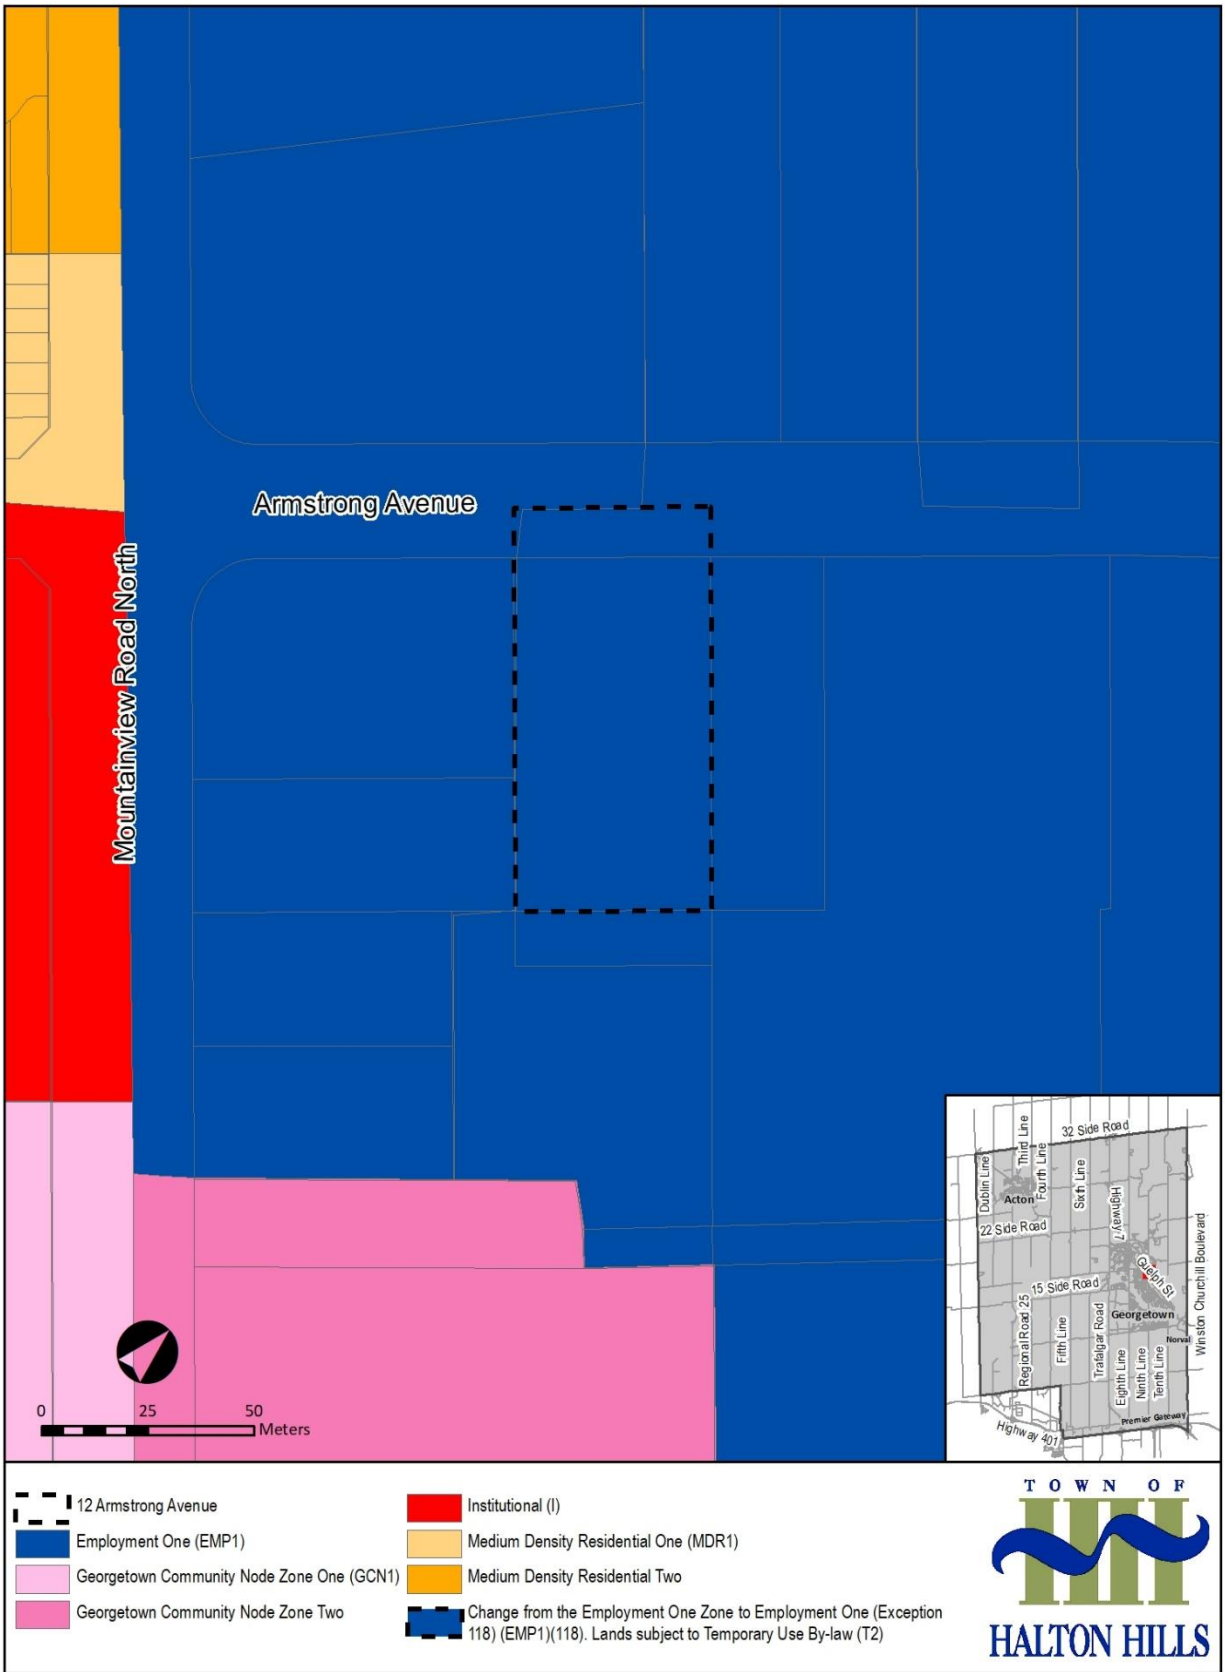 Armstrong Avenue
Mountainview Road North
0 25 50
Meters
32 Side Road
Third Line
Dublin Line
Fourth Line
Sixth Line
Acton
Highway 7
22 Side Road
Guelph St
15 Side Road
Georgetown
Winston Churchill Boulevard
Regional Road 25
Fifth Line
Trafalgar Road
Norval
Eighth Line
Ninth Line
Tenth Line
Premier Gateway
Highway 401
12 Armstrong Avenue
Employment One (EMP1)
Georgetown Community Node Zone One (GCN1)
Georgetown Community Node Zone Two
Institutional (I)
Medium Density Residential One (MDR1)
Medium Density Residential Two
Change from the Employment One Zone to Employment One (Exception
118) (EMP1)(118). Lands subject to Temporary Use By-law (T2)
TOWN OF
HALTON HILLS